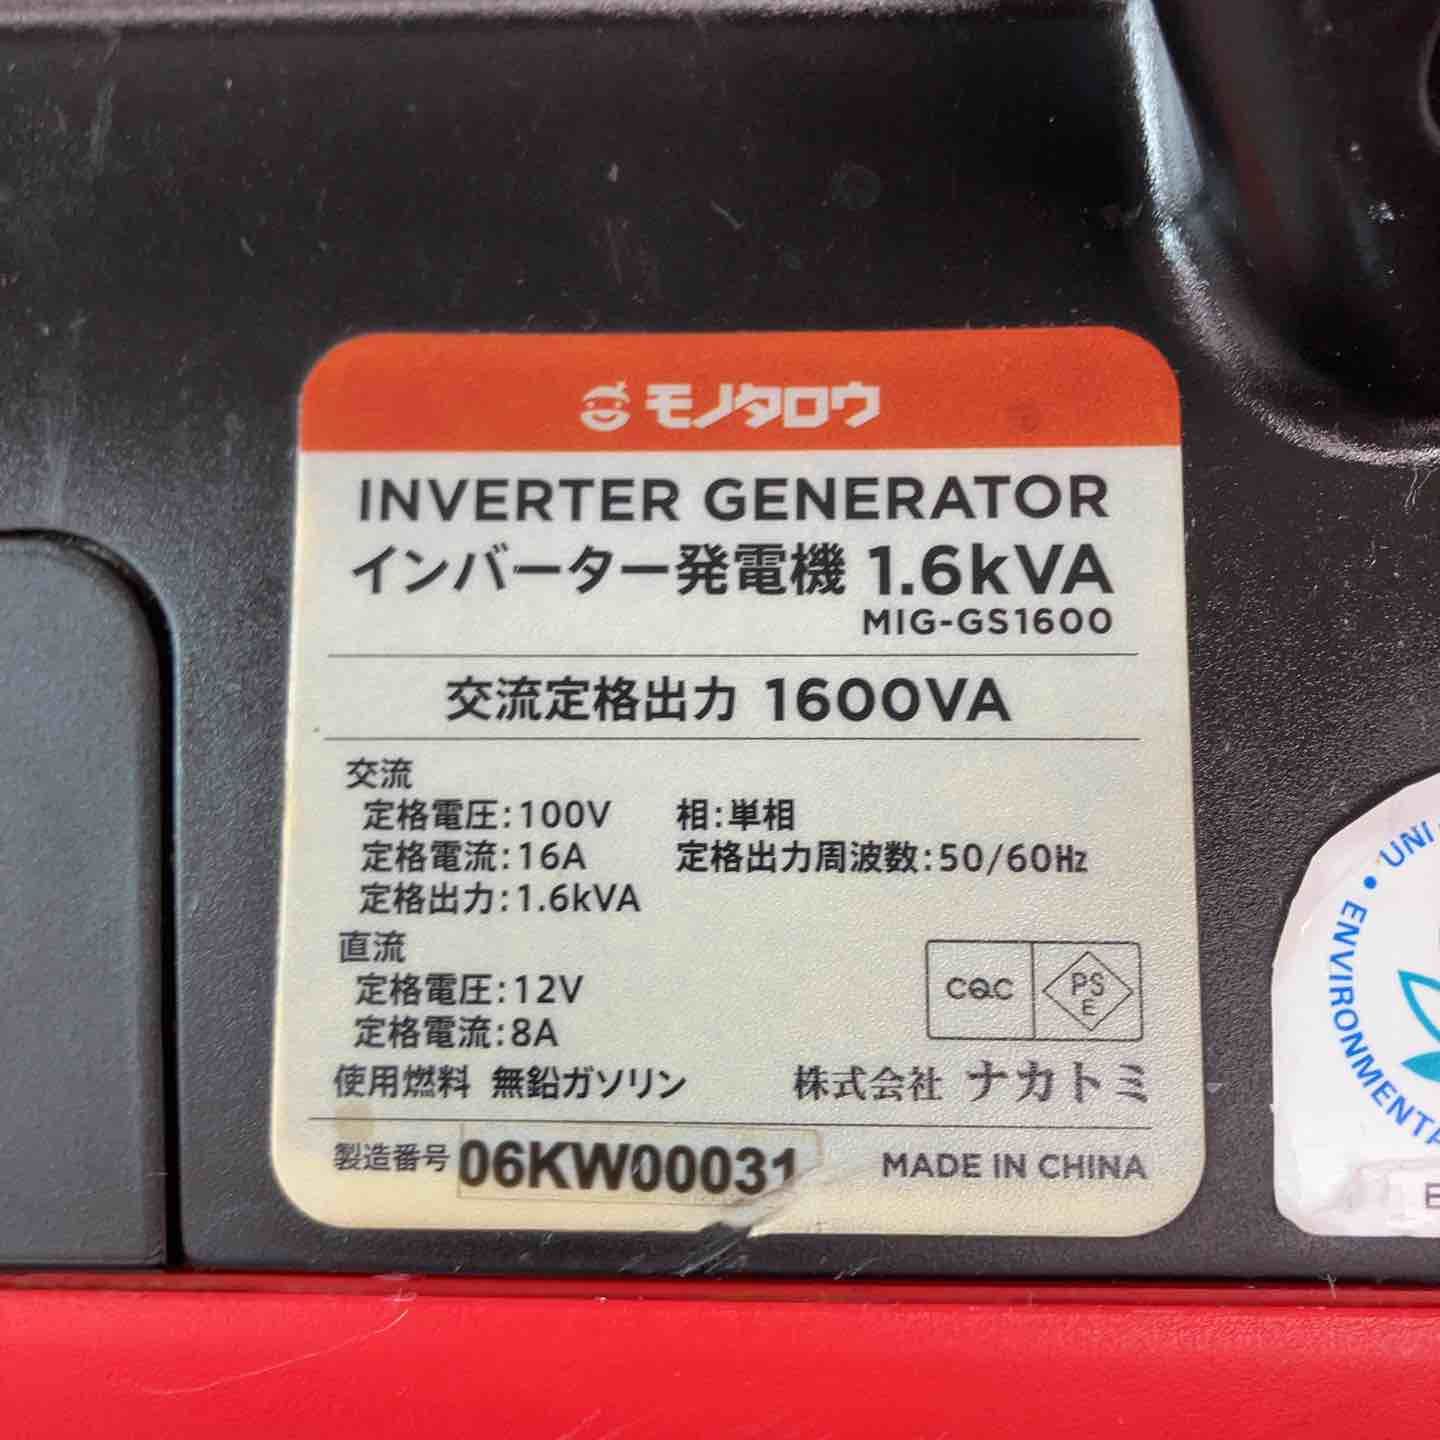 モノタロウ
INVERTER GENERATOR
インバーター発電機 1.6kVA
MIG-GS1600
交流定格出力 1600VA
交流
定格電圧:100V 相:単相
定格電流:16A 定格出力周波数:50/60Hz
定格出力:1.6kVA
直流
定格電圧:12V
定格電流:8A
CQC
PS
E
使用燃料 無鉛ガソリン 株式会社 ナカトミ
製造番号 06KW00031 MADE IN CHINA
UNI
• ENVIRONMENTA